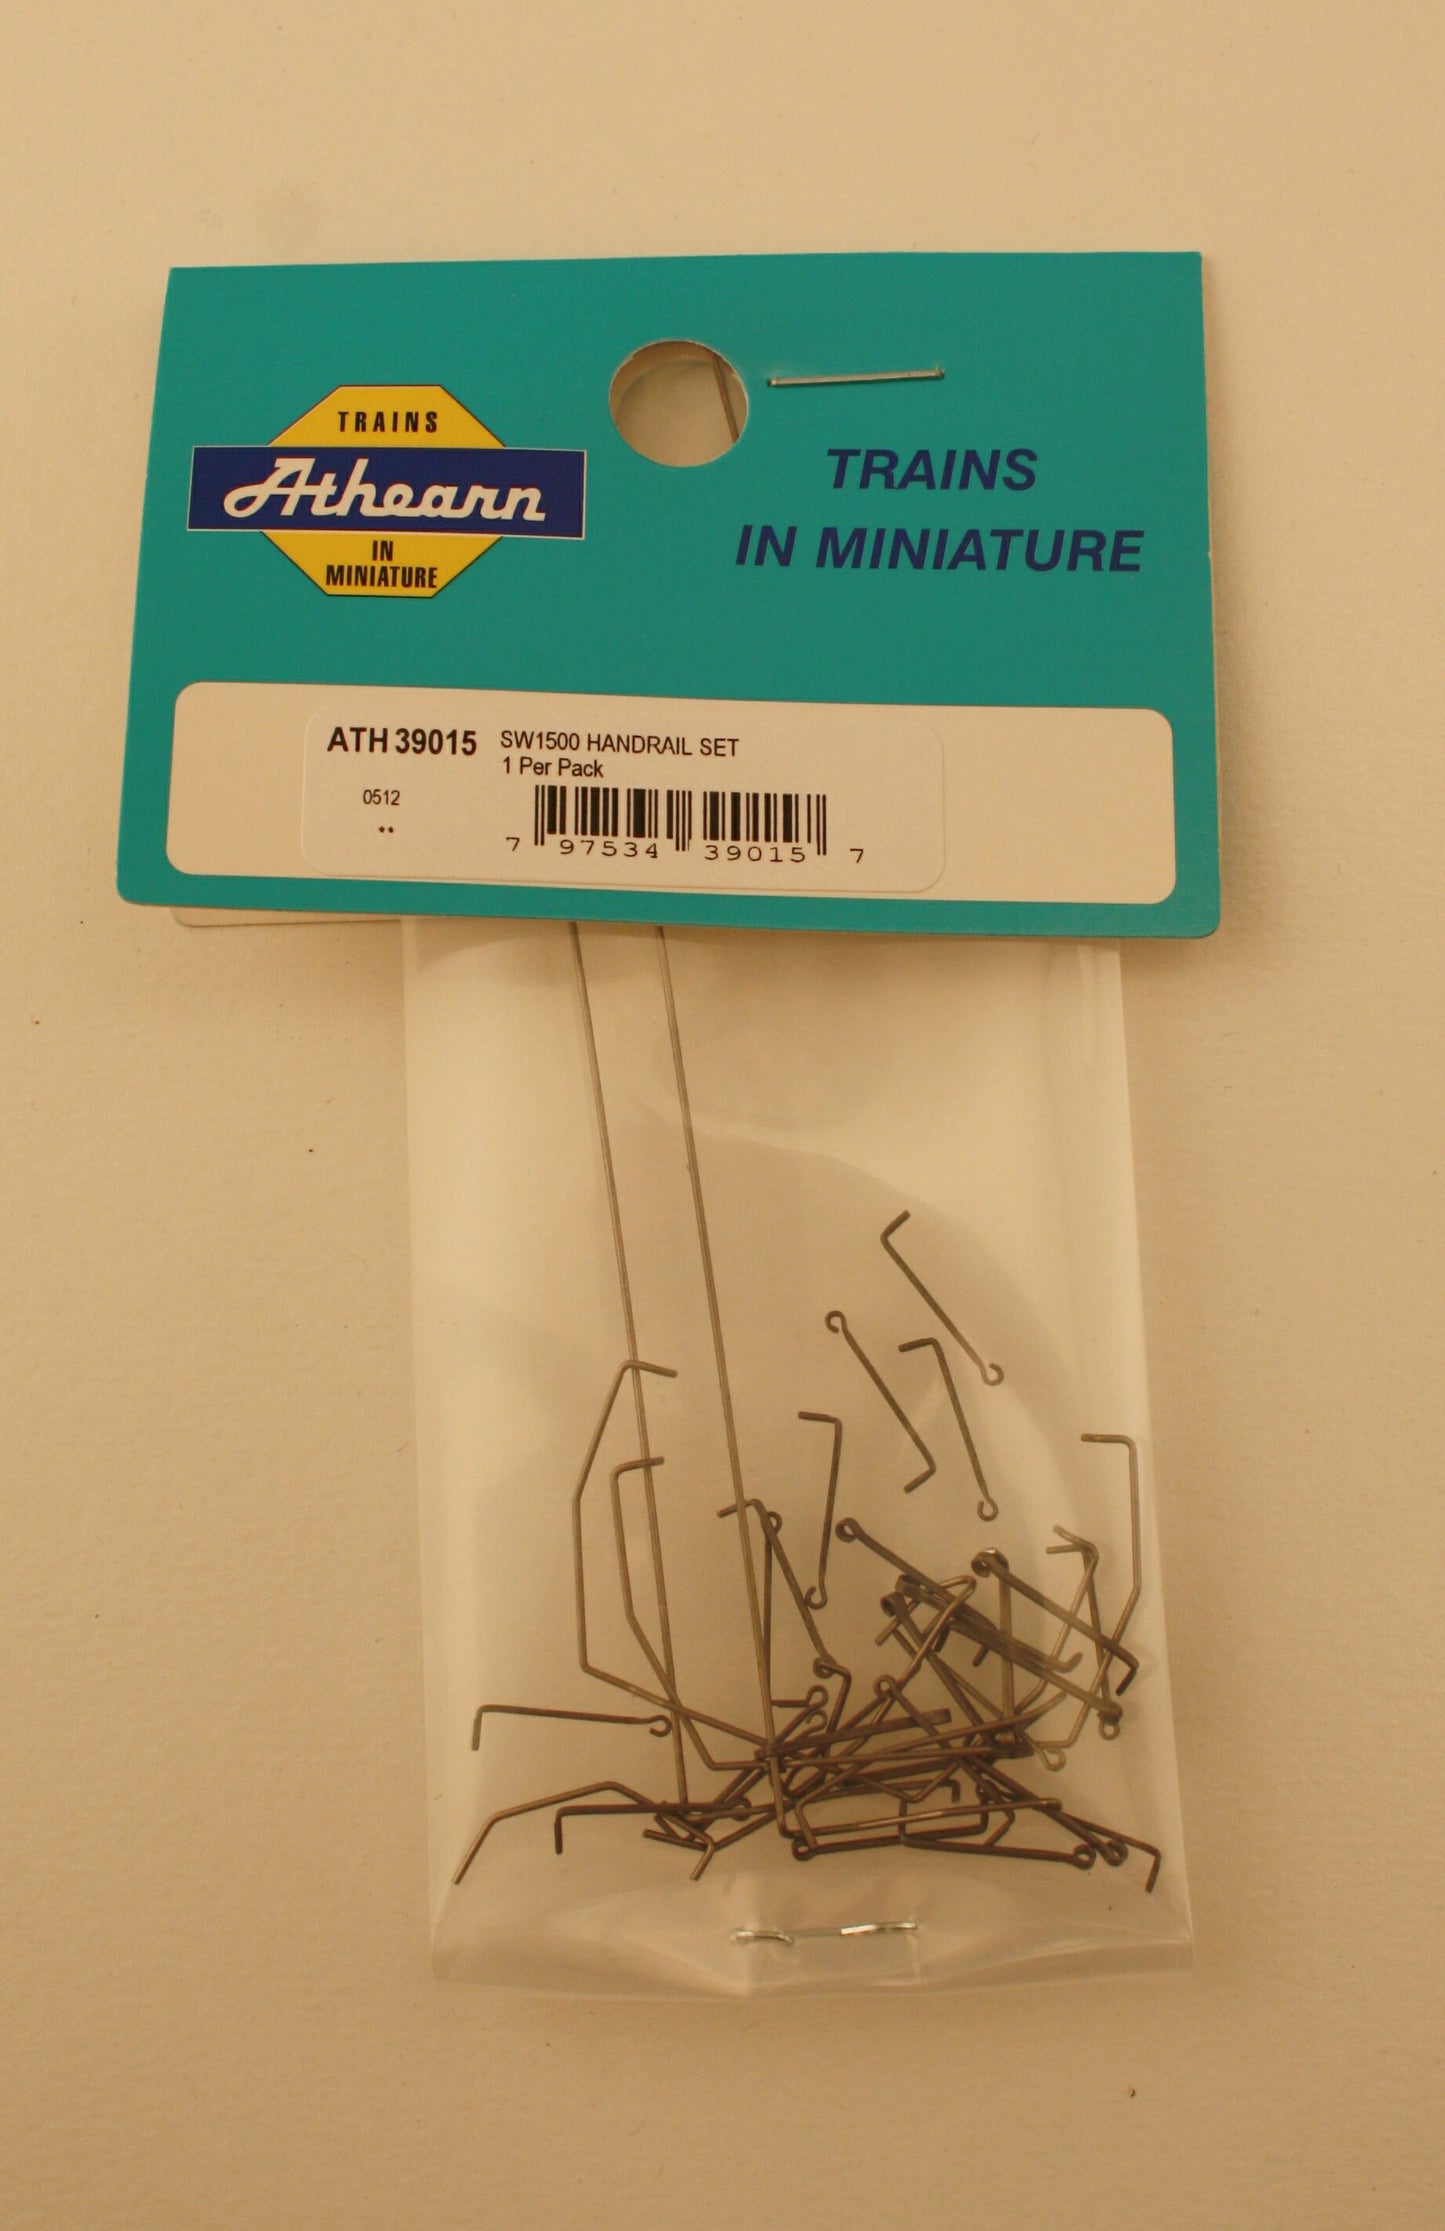 TRAINS
Athearn
IN
MINIATURE
TRAINS
IN MINIATURE
ATH 39015 SW1500 HANDRAIL SET
1 Per Pack
0512
**
7 97534 39015 7